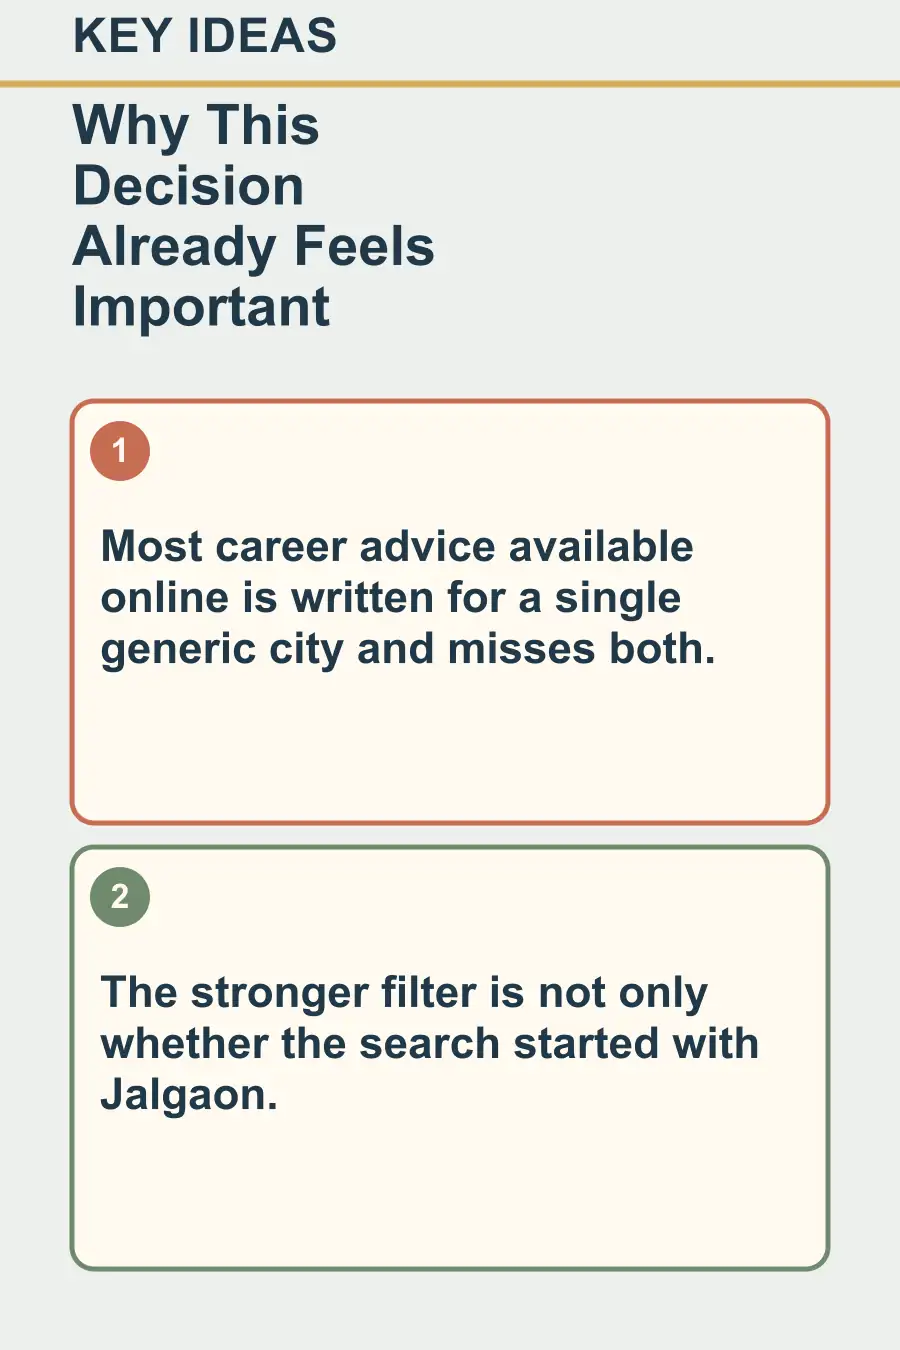 KEY IDEAS
Why This
Decision
Already Feels
Important
1
Most career advice available
online is written for a single
generic city and misses both.
2
The stronger filter is not only
whether the search started with
Jalgaon.